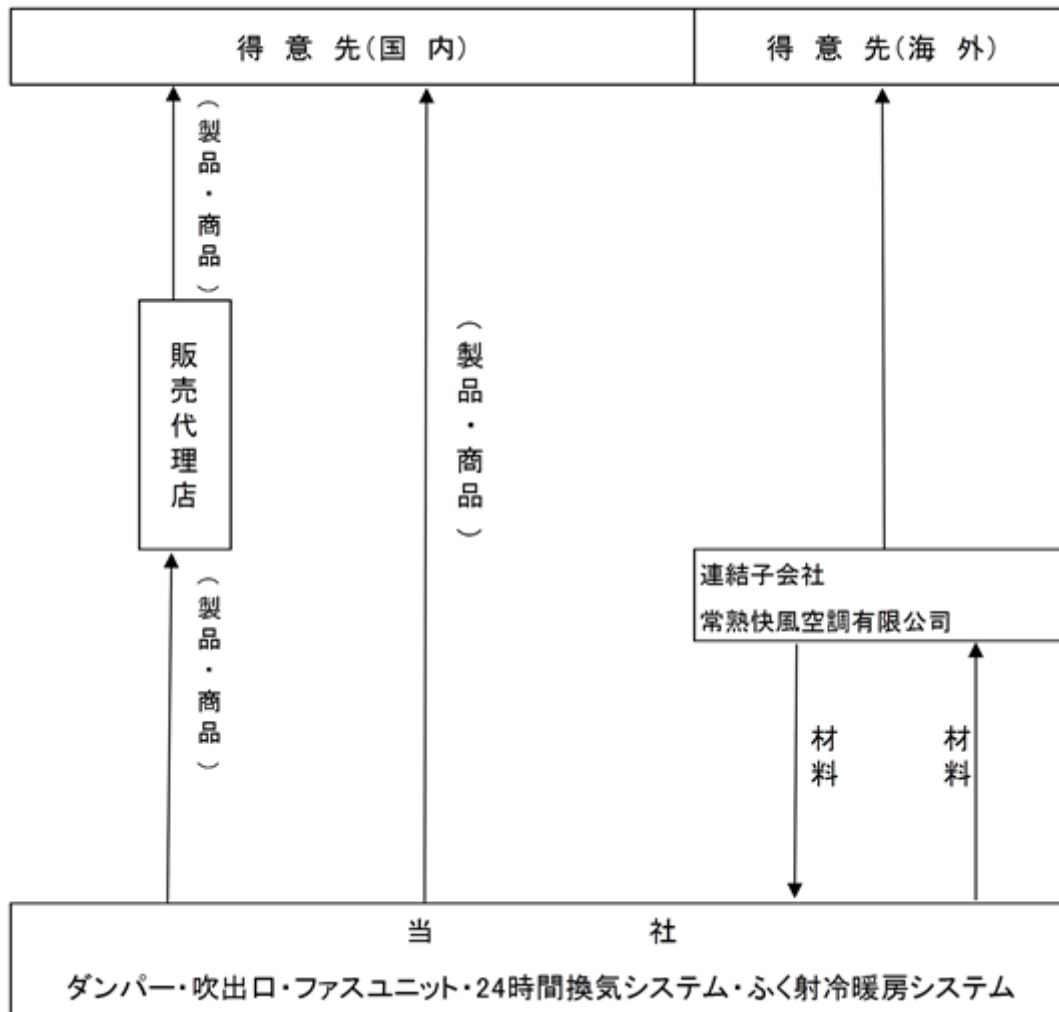 得意先(国内)
得意先(海外)
(製品・商品)
販売代理店
(製品・商品)
(製品・商品)
連結子会社
常熟快風空調有限公司
材料
材料
当社
ダンパー・吹出口・ファスユニット・24時間換気システム・ふく射冷暖房システム